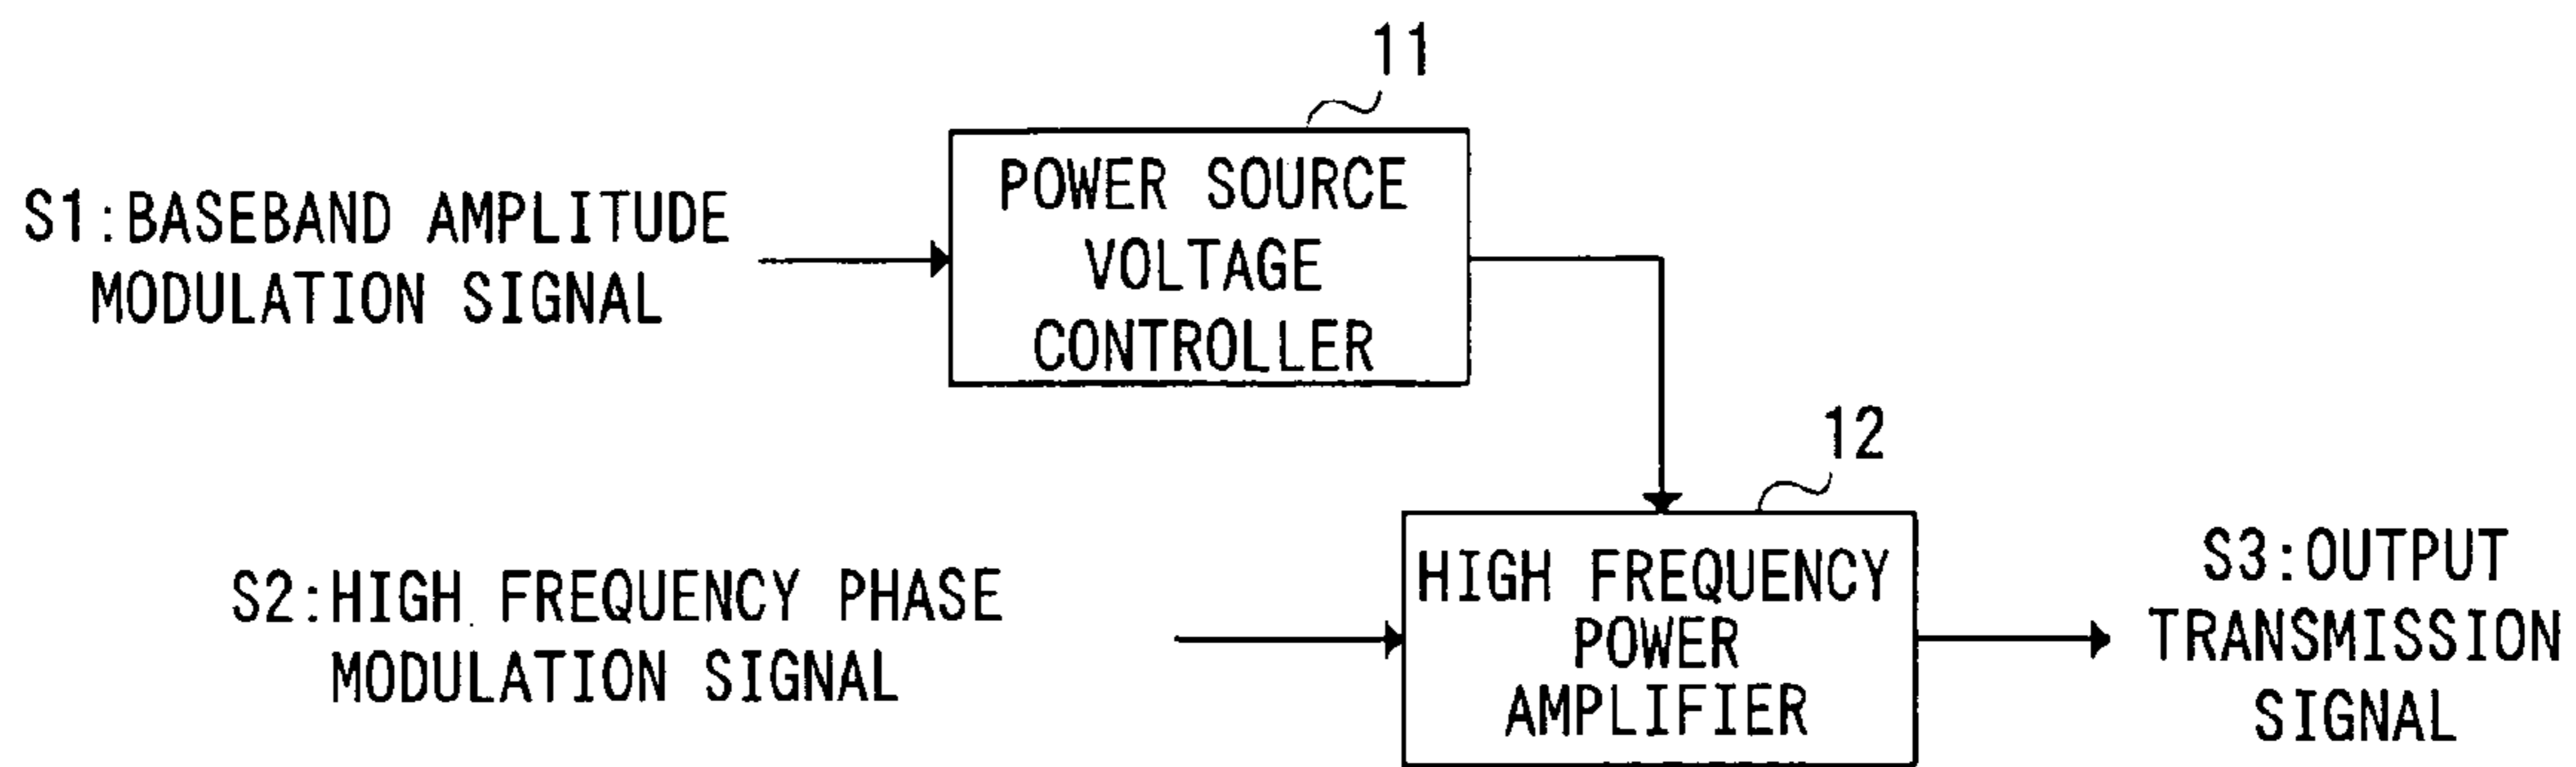 11
POWER SOURCE
VOLTAGE
CONTROLLER
S1:BASEBAND AMPLITUDE
MODULATION SIGNAL
12
HIGH FREQUENCY
POWER
AMPLIFIER
S2:HIGH FREQUENCY PHASE
MODULATION SIGNAL
S3:OUTPUT
TRANSMISSION
SIGNAL